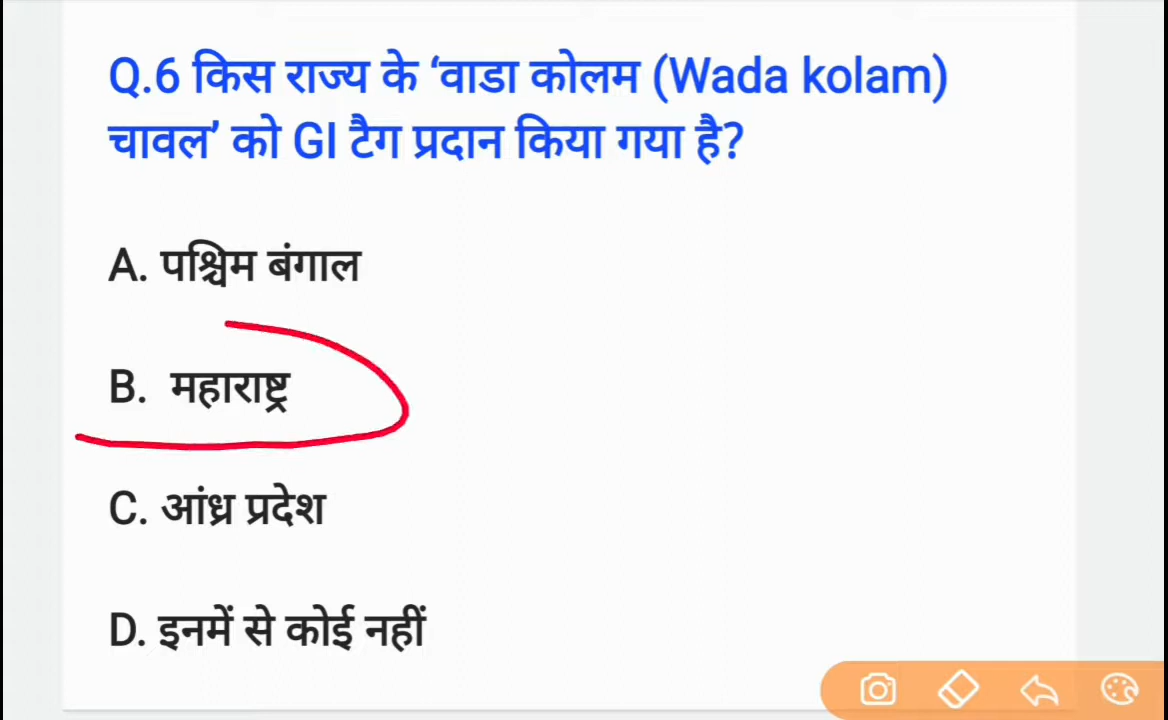 Q.6 किस राज्य के ‘वाडा कोलम (Wada kolam)
चावल’ को GI टैग प्रदान किया गया है?
A. पश्चिम बंगाल
B. महाराष्ट्र
C. आंध्र प्रदेश
D. इनमें से कोई नहीं